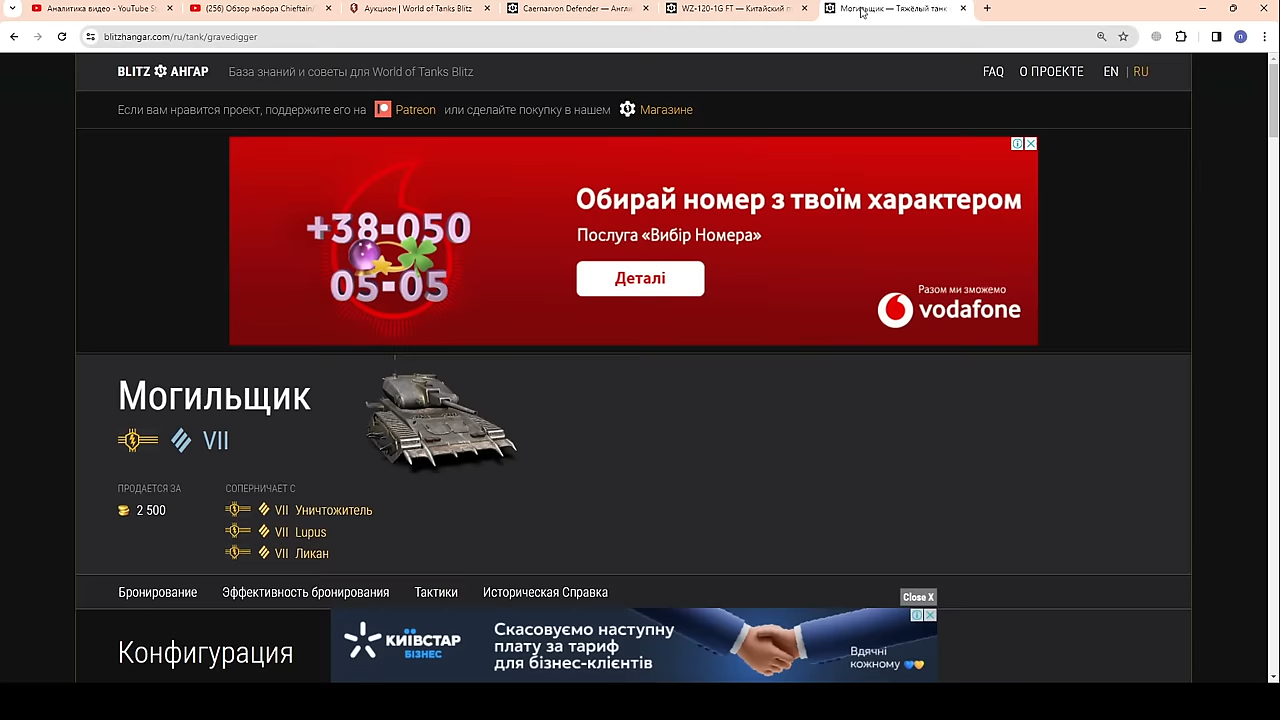 Аналитика видео - YouTube St
(256) Обзор набора Chieftain/
Аукцион | World of Tanks Blitz
Caernarvon Defender — Англи
WZ-120-1G FT — Китайский п
Могильщик — Тяжёлый танк
blitzhangar.com/ru/tank/gravedigger
BLITZ АНГАР
База знаний и советы для World of Tanks Blitz
FAQ О ПРОЕКТЕ EN | RU
Если вам нравится проект, поддержите его на Patreon или сделайте покупку в нашем Магазине
+38-050
05-05
Обирай номер з твоїм характером
Послуга «Вибір Номера»
Деталі
Разом ми зможемо
vodafone
Могильщик
VII
ПРОДАЕТСЯ ЗА
2 500
СОПЕРНИЧАЕТ С
VII Уничтожитель
VII Lupus
VII Ликан
Бронирование Эффективность бронирования Тактики Историческая Справка
Close X
Конфигурация
КИЇВСТАР
БІЗНЕС
Скасовуємо наступну
плату за тариф
для бізнес-клієнтів
Вдячні
кожному